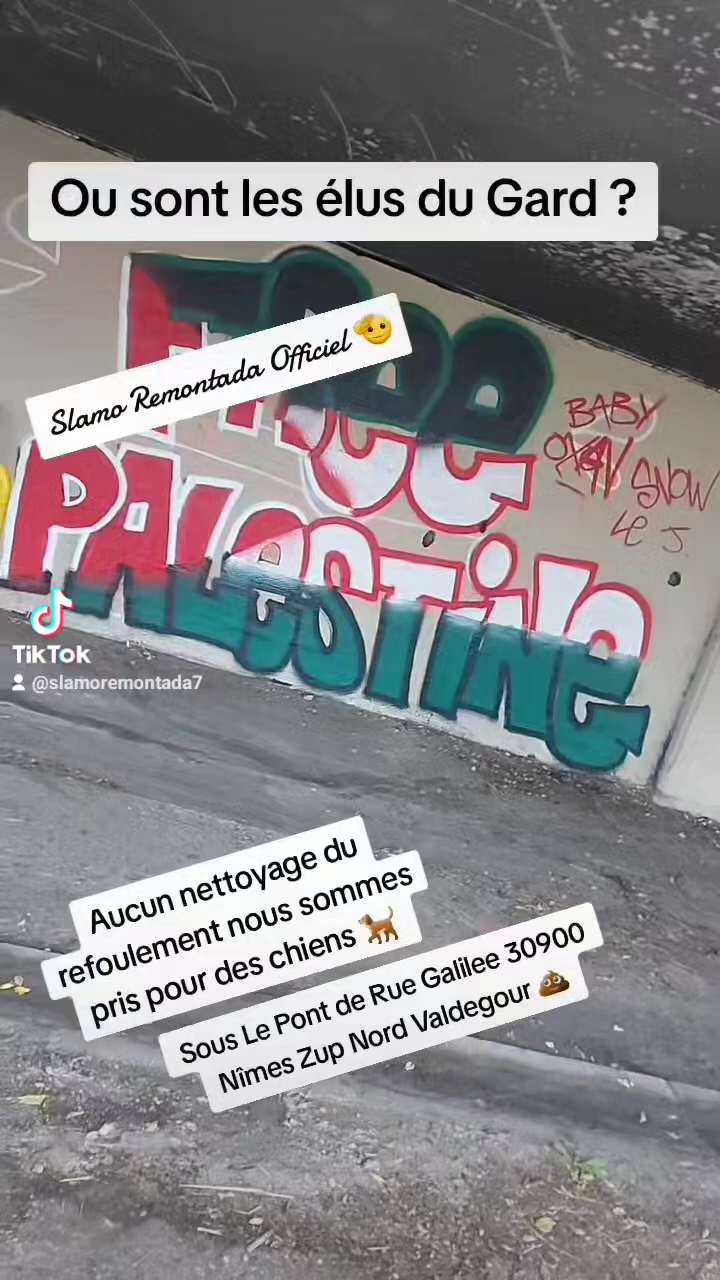 Ou sont les élus du Gard ?
FREE
Slamo Remontada Officiel 🫡
BABY
SNOW
LE J
PALESTINE
TikTok
@slamoremontada7
Aucun nettoyage du
refoulement nous sommes
pris pour des chiens 🐕
Sous Le Pont de Rue Galilee 30900
Nîmes Zup Nord Valdegour 💩